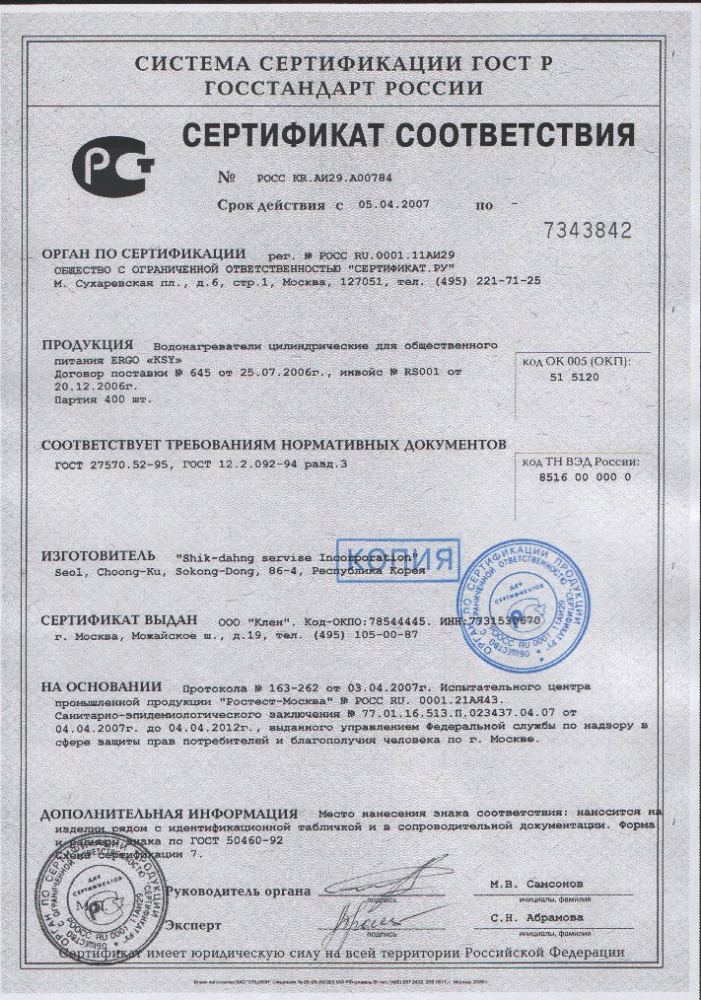 СИСТЕМА СЕРТИФИКАЦИИ ГОСТ Р
ГОССТАНДАРТ РОССИИ
СЕРТИФИКАТ СООТВЕТСТВИЯ
№ РОСС KR.АИ29.А00784
Срок действия с 05.04.2007 по -
7343842
ОРГАН ПО СЕРТИФИКАЦИИ рег. № РОСС RU.0001.11АИ29
ОБЩЕСТВО С ОГРАНИЧЕННОЙ ОТВЕТСТВЕННОСТЬЮ "СЕРТИФИКАТ.РУ"
М. Сухаревская пл., д.6, стр.1, Москва, 127051, тел. (495) 221-71-25
ПРОДУКЦИЯ Водонагреватели цилиндрические для общественного
питания ERGO «KSY»
Договор поставки № 645 от 25.07.2006г., инвойс № RS001 от
20.12.2006г.
Партия 400 шт.
код ОК 005 (ОКП):
51 5120
СООТВЕТСТВУЕТ ТРЕБОВАНИЯМ НОРМАТИВНЫХ ДОКУМЕНТОВ
ГОСТ 27570.52-95, ГОСТ 12.2.092-94 разд.3
код ТН ВЭД России:
8516 00 000 0
ИЗГОТОВИТЕЛЬ "Shik-dahng servise Incorporation"
Seol, Choong-Ku, Sokong-Dong, 86-4, Республика Корея
КОПИЯ
СЕРТИФИКАТ ВЫДАН ООО "Клен". Код-ОКПО:78544445. ИНН:7731530670
г. Москва, Можайское ш., д.19, тел. (495) 105-00-87
НА ОСНОВАНИИ Протокола № 163-262 от 03.04.2007г. Испытательного центра
промышленной продукции "Ростест-Москва" № РОСС RU. 0001.21АЯ43.
Санитарно-эпидемиологического заключения № 77.01.16.513.П.023437.04.07 от
04.04.2007г. до 04.04.2012г., выданного управлением Федеральной службы по надзору в
сфере защиты прав потребителей и благополучия человека по г. Москве.
ДОПОЛНИТЕЛЬНАЯ ИНФОРМАЦИЯ Место нанесения знака соответствия: наносится на
изделии рядом с идентификационной табличкой и в сопроводительной документации. Форма
и размеры знака по ГОСТ 50460-92
Схема сертификации 7.
М.П.
Руководитель органа
подпись
М.В. Самсонов
инициалы, фамилия
Эксперт
подпись
С.Н. Абрамова
инициалы, фамилия
Сертификат имеет юридическую силу на всей территории Российской Федерации